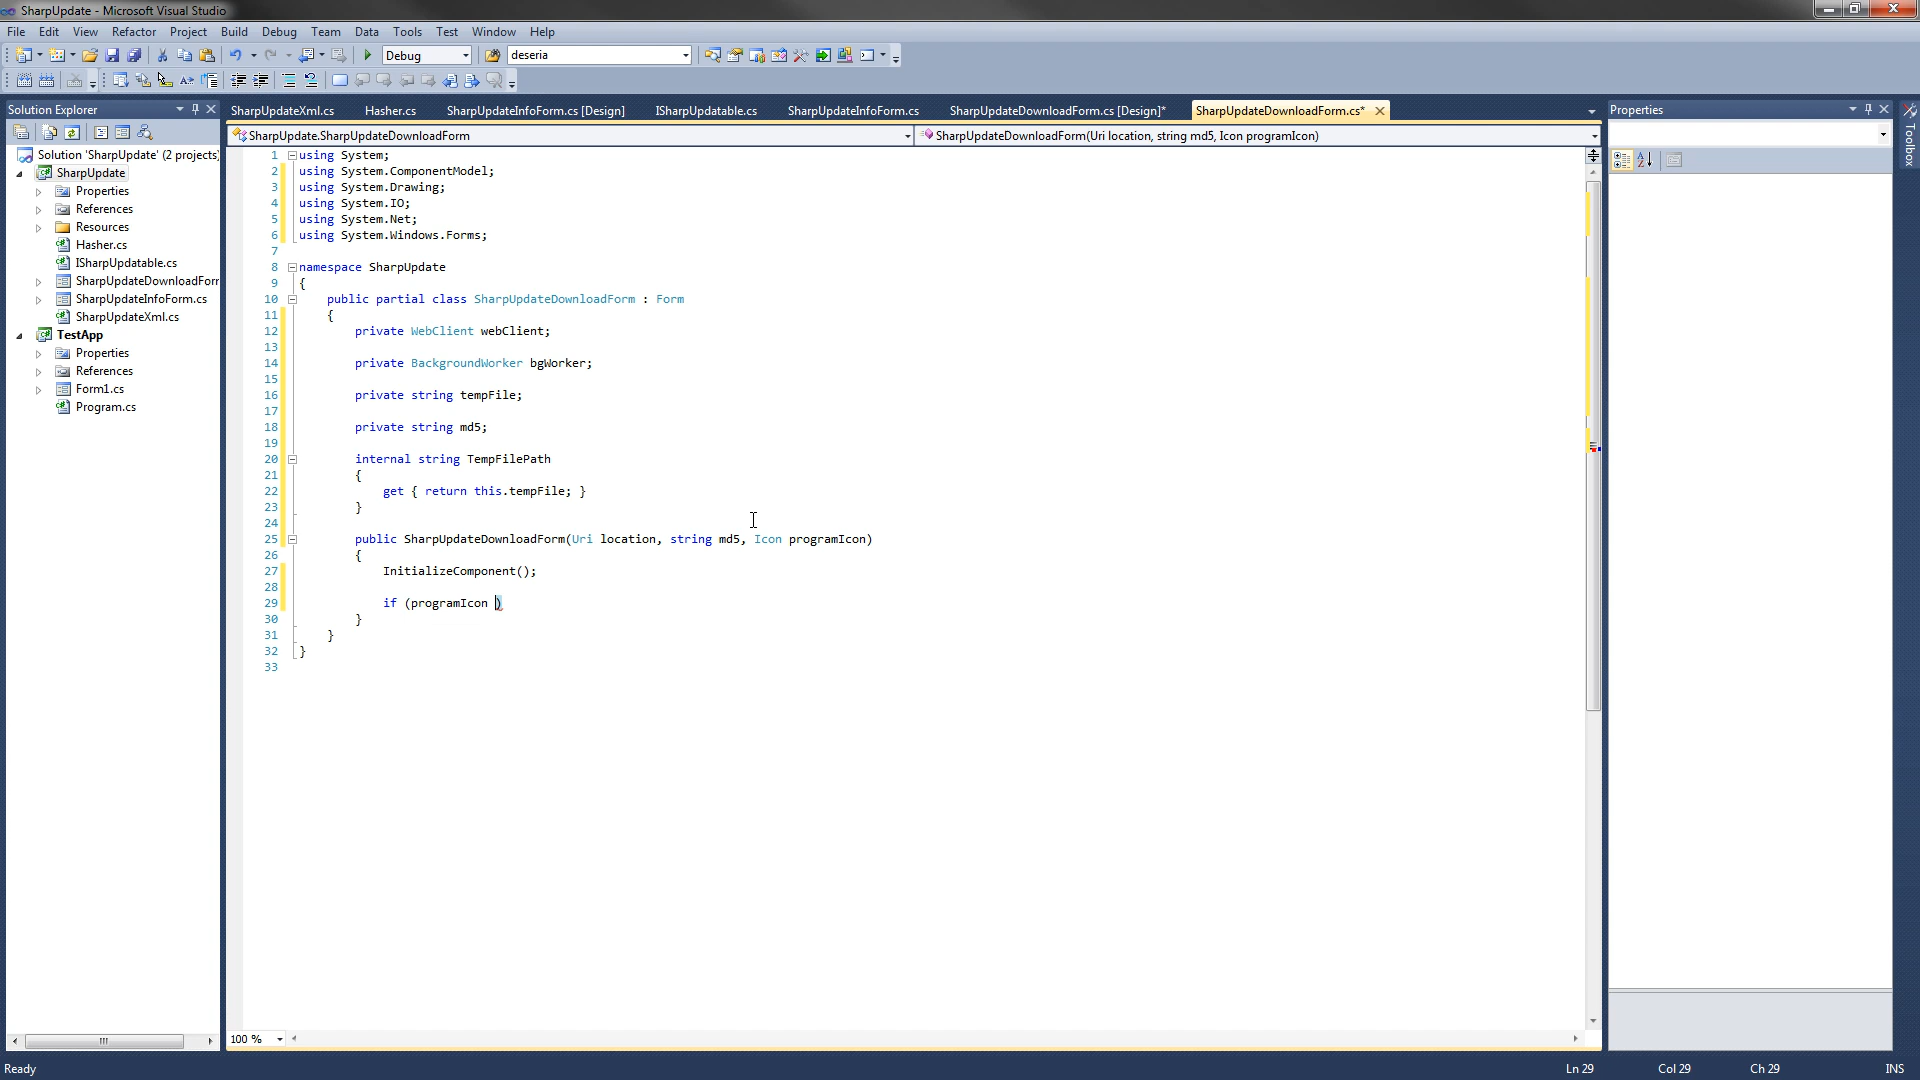 SharpUpdate - Microsoft Visual Studio
File Edit View Refactor Project Build Debug Team Data Tools Test Window Help
Debug deseria
Solution Explorer
SharpUpdateXml.cs Hasher.cs SharpUpdateInfoForm.cs [Design] ISharpUpdatable.cs SharpUpdateInfoForm.cs SharpUpdateDownloadForm.cs [Design]* SharpUpdateDownloadForm.cs*
Properties
Toolbox
SharpUpdate.SharpUpdateDownloadForm SharpUpdateDownloadForm(Uri location, string md5, Icon programIcon)
Solution 'SharpUpdate' (2 projects)
SharpUpdate
Properties
References
Resources
Hasher.cs
ISharpUpdatable.cs
SharpUpdateDownloadForr
SharpUpdateInfoForm.cs
SharpUpdateXml.cs
TestApp
Properties
References
Form1.cs
Program.cs
1 using System;
2 using System.ComponentModel;
3 using System.Drawing;
4 using System.IO;
5 using System.Net;
6 using System.Windows.Forms;
7
8 namespace SharpUpdate
9 {
10 public partial class SharpUpdateDownloadForm : Form
11 {
12 private WebClient webClient;
13
14 private BackgroundWorker bgWorker;
15
16 private string tempFile;
17
18 private string md5;
19
20 internal string TempFilePath
21 {
22 get { return this.tempFile; }
23 }
24
25 public SharpUpdateDownloadForm(Uri location, string md5, Icon programIcon)
26 {
27 InitializeComponent();
28
29 if (programIcon )
30 }
31 }
32 }
33
100 %
Ready Ln 29 Col 29 Ch 29 INS